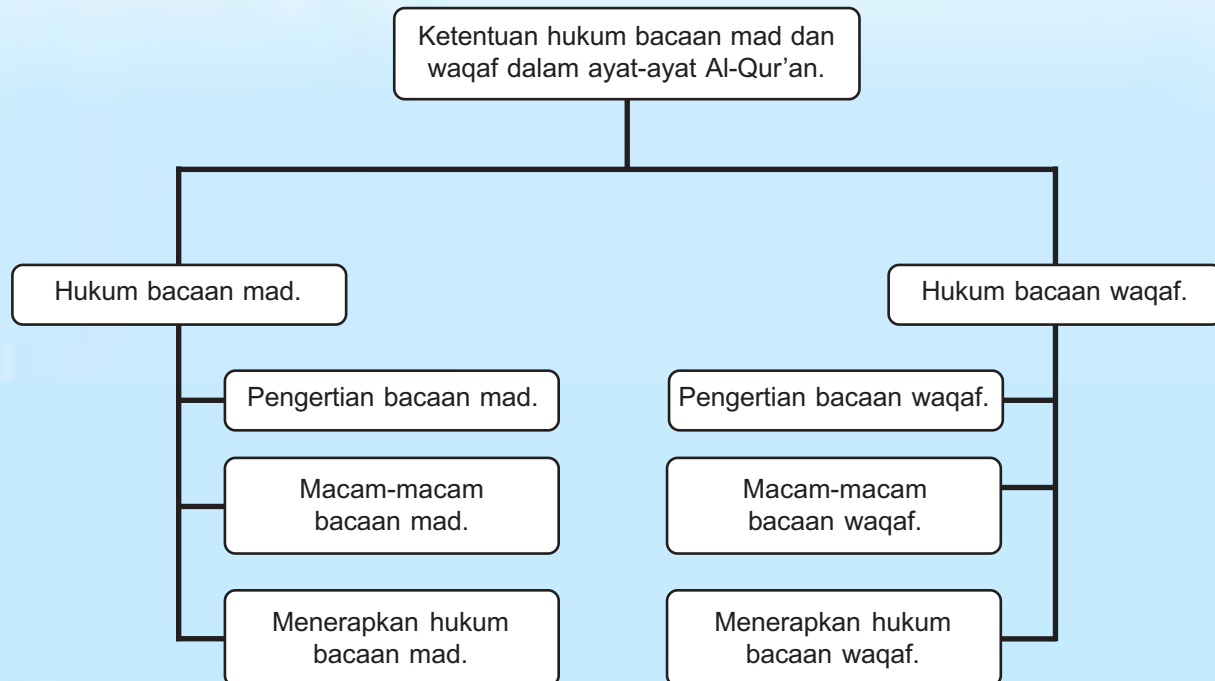 Ketentuan hukum bacaan mad dan
waqaf dalam ayat-ayat Al-Qur’an.
Hukum bacaan mad.
Hukum bacaan waqaf.
Pengertian bacaan mad.
Pengertian bacaan waqaf.
Macam-macam
bacaan mad.
Macam-macam
bacaan waqaf.
Menerapkan hukum
bacaan mad.
Menerapkan hukum
bacaan waqaf.